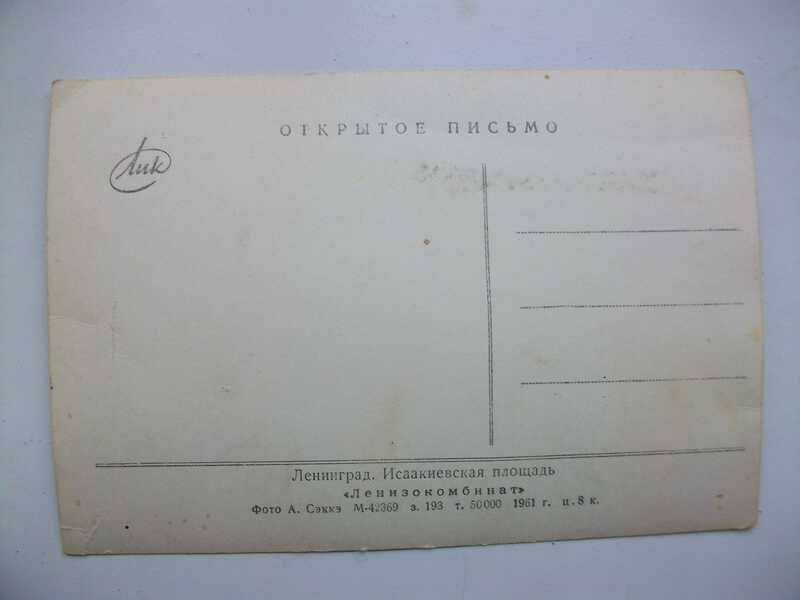 ОТКРЫТОЕ ПИСЬМО
Лик
Ленинград. Исаакиевская площадь
«Ленизокомбинат»
Фото А. Сэккэ М-42369 з. 193 т. 50000 1961 г. ц. 8 к.